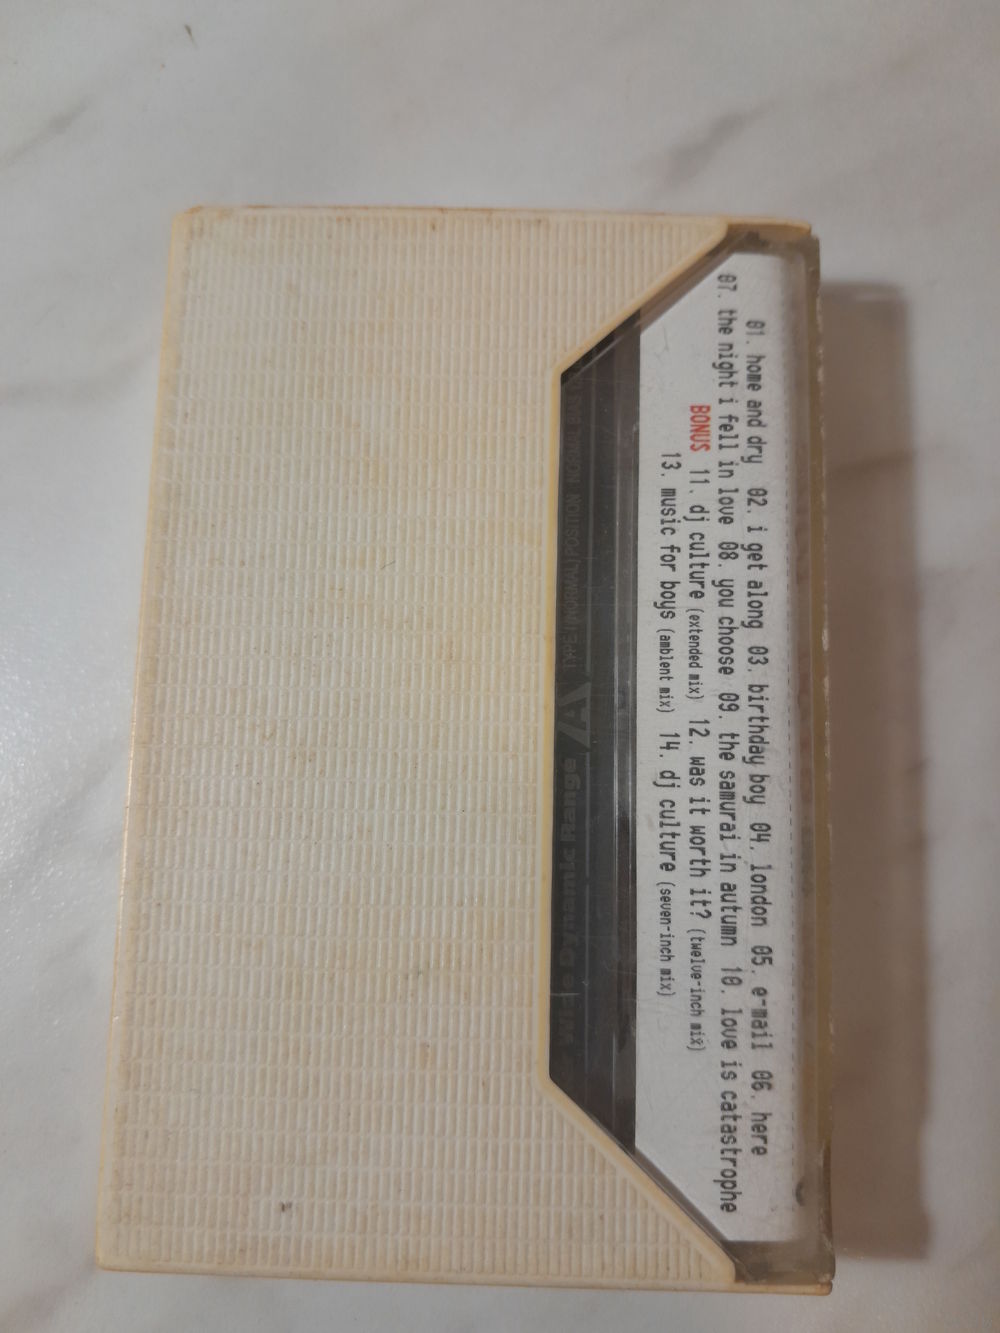 01. home and dry 02. i get along 03. birthday boy 04. london 05. e-mail 06. here
07. the night i fell in love 08. you choose 09. the samurai in autumn 10. love is catastrophe
BONUS 11. dj culture (extended mix) 12. was it worth it? (twelve-inch mix)
13. music for boys (ambient mix) 14. dj culture (seven-inch mix)
TYPE I (NORMAL) POSITION NORMAL BIAS
Wide Dynamic Range